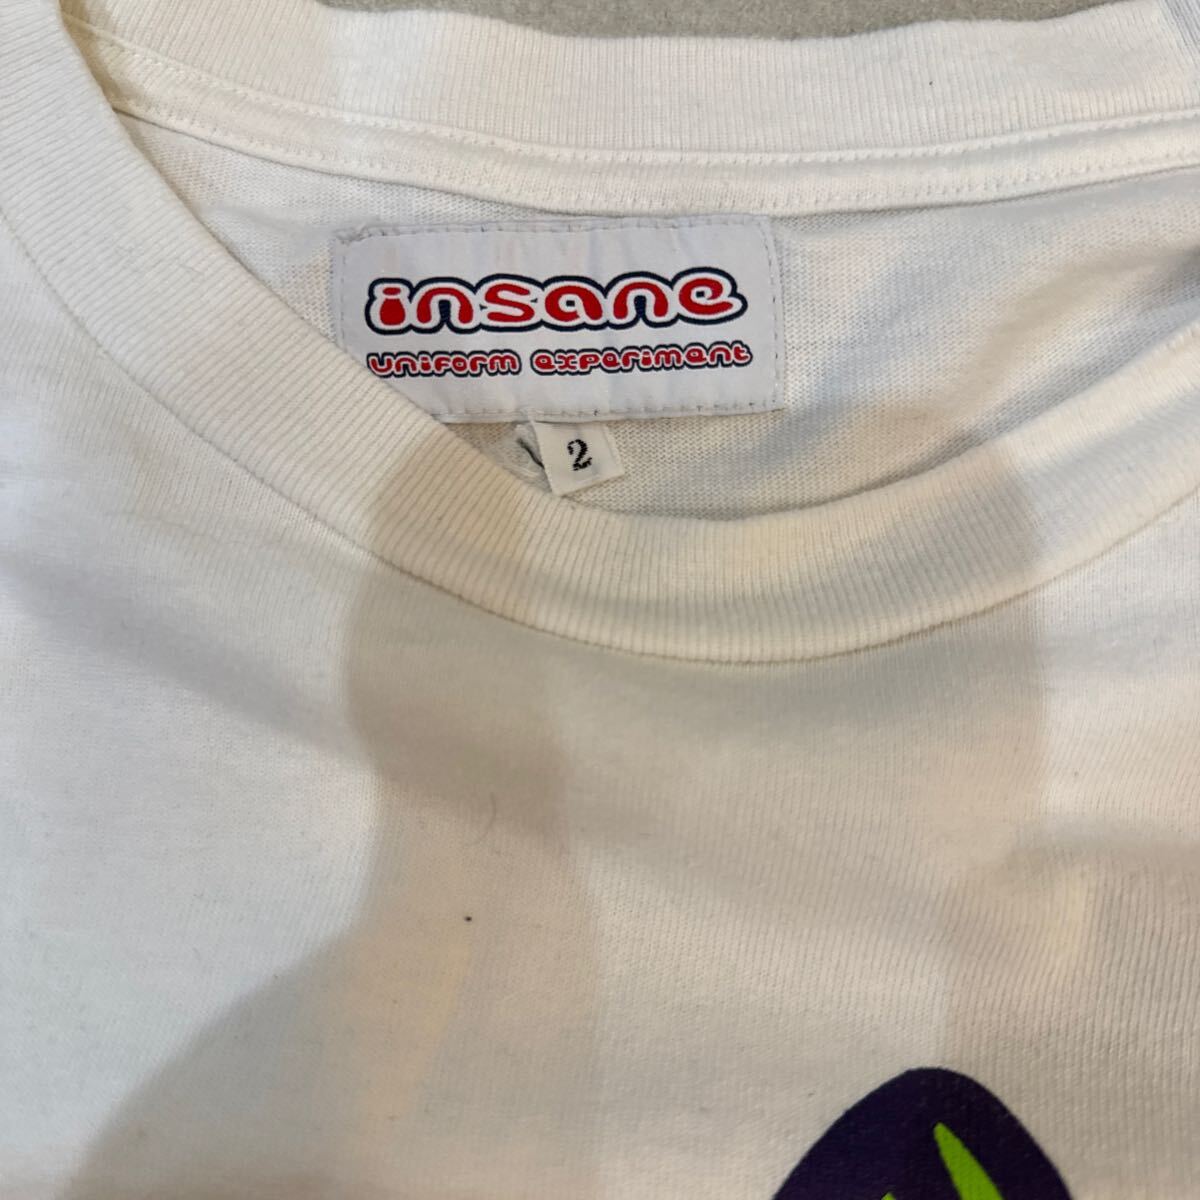 insane
uniform experiment
2